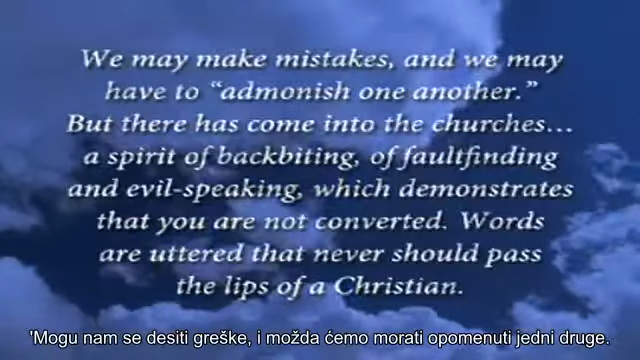 We may make mistakes, and we may
have to “admonish one another.”
But there has come into the churches...
a spirit of backbiting, of faultfinding
and evil-speaking, which demonstrates
that you are not converted. Words
are uttered that never should pass
the lips of a Christian.
'Mogu nam se desiti greške, i možda ćemo morati opomenuti jedni druge.